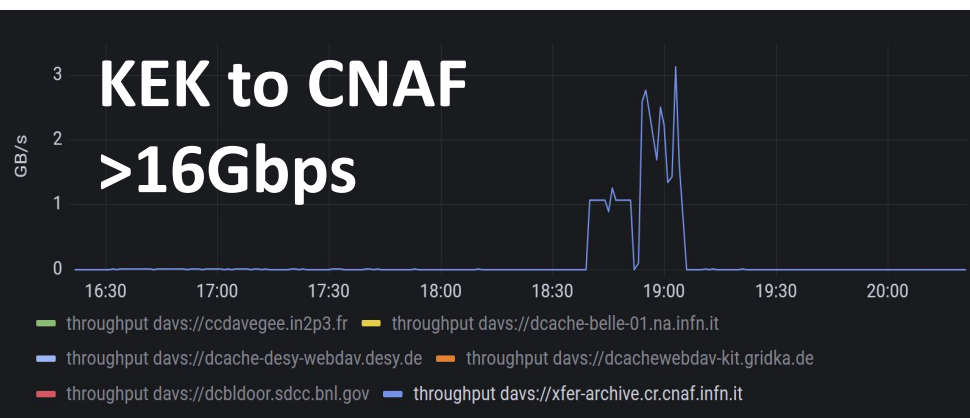 KEK to CNAF
>16Gbps
GB/s
3
2
1
0
16:30 17:00 17:30 18:00 18:30 19:00 19:30 20:00
throughput davs://ccdavegee.in2p3.fr throughput davs://dcache-belle-01.na.infn.it
throughput davs://dcache-desy-webdav.desy.de throughput davs://dcachewebdav-kit.gridka.de
throughput davs://dcbldoor.sdcc.bnl.gov throughput davs://xfer-archive.cr.cnaf.infn.it